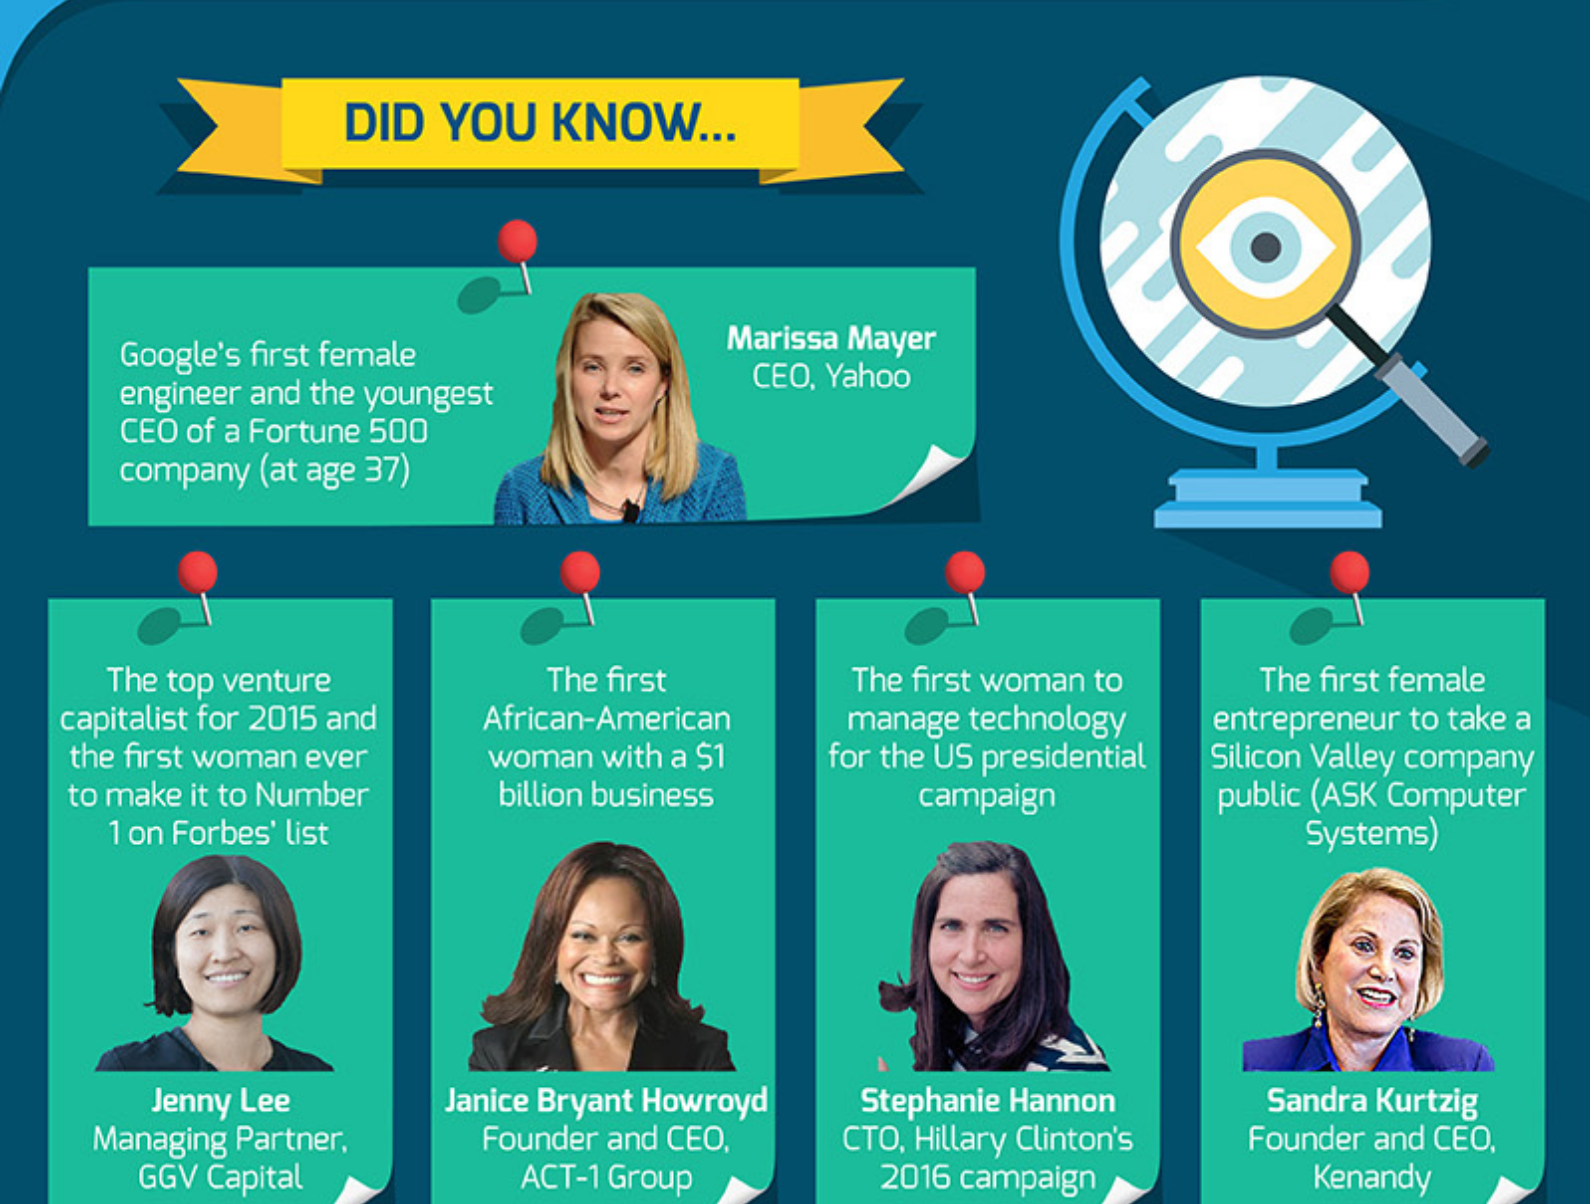 DID YOU KNOW...
Google's first female
engineer and the youngest
CEO of a Fortune 500
company (at age 37)
Marissa Mayer
CEO, Yahoo
The top venture
capitalist for 2015 and
the first woman ever
to make it to Number
1 on Forbes' list
Jenny Lee
Managing Partner,
GGV Capital
The first
African-American
woman with a $1
billion business
Janice Bryant Howroyd
Founder and CEO,
ACT-1 Group
The first woman to
manage technology
for the US presidential
campaign
Stephanie Hannon
CTO, Hillary Clinton's
2016 campaign
The first female
entrepreneur to take a
Silicon Valley company
public (ASK Computer
Systems)
Sandra Kurtzig
Founder and CEO,
Kenandy